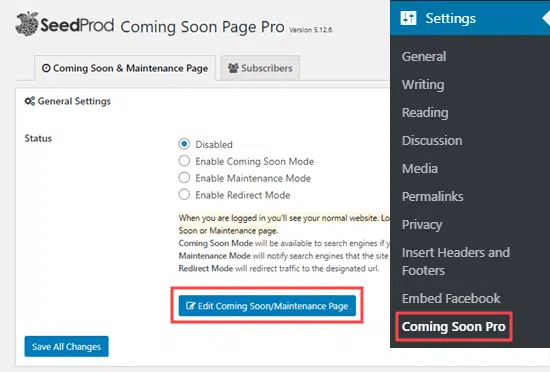 SeedProd Coming Soon Page Pro Version 5.12.6
Coming Soon & Maintenance Page
Subscribers
General Settings
Status
Disabled
Enable Coming Soon Mode
Enable Maintenance Mode
Enable Redirect Mode
When you are logged in you'll see your normal website. Lo
Soon or Maintenance page.
Coming Soon Mode will be available to search engines if yo
Maintenance Mode will notify search engines that the site
Redirect Mode will redirect traffic to the designated url.
Edit Coming Soon/Maintenance Page
Save All Changes
Settings
General
Writing
Reading
Discussion
Media
Permalinks
Privacy
Insert Headers and
Footers
Embed Facebook
Coming Soon Pro